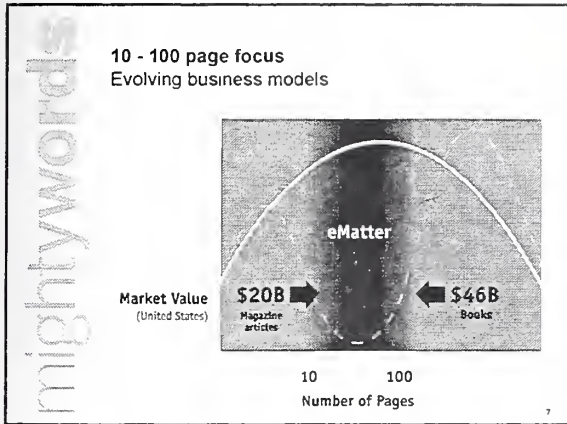 mightywords
10 - 100 page focus
Evolving business models
eMatter
Market Value
(United States)
$20B
Magazine
articles
$46B
Books
10
100
Number of Pages
7